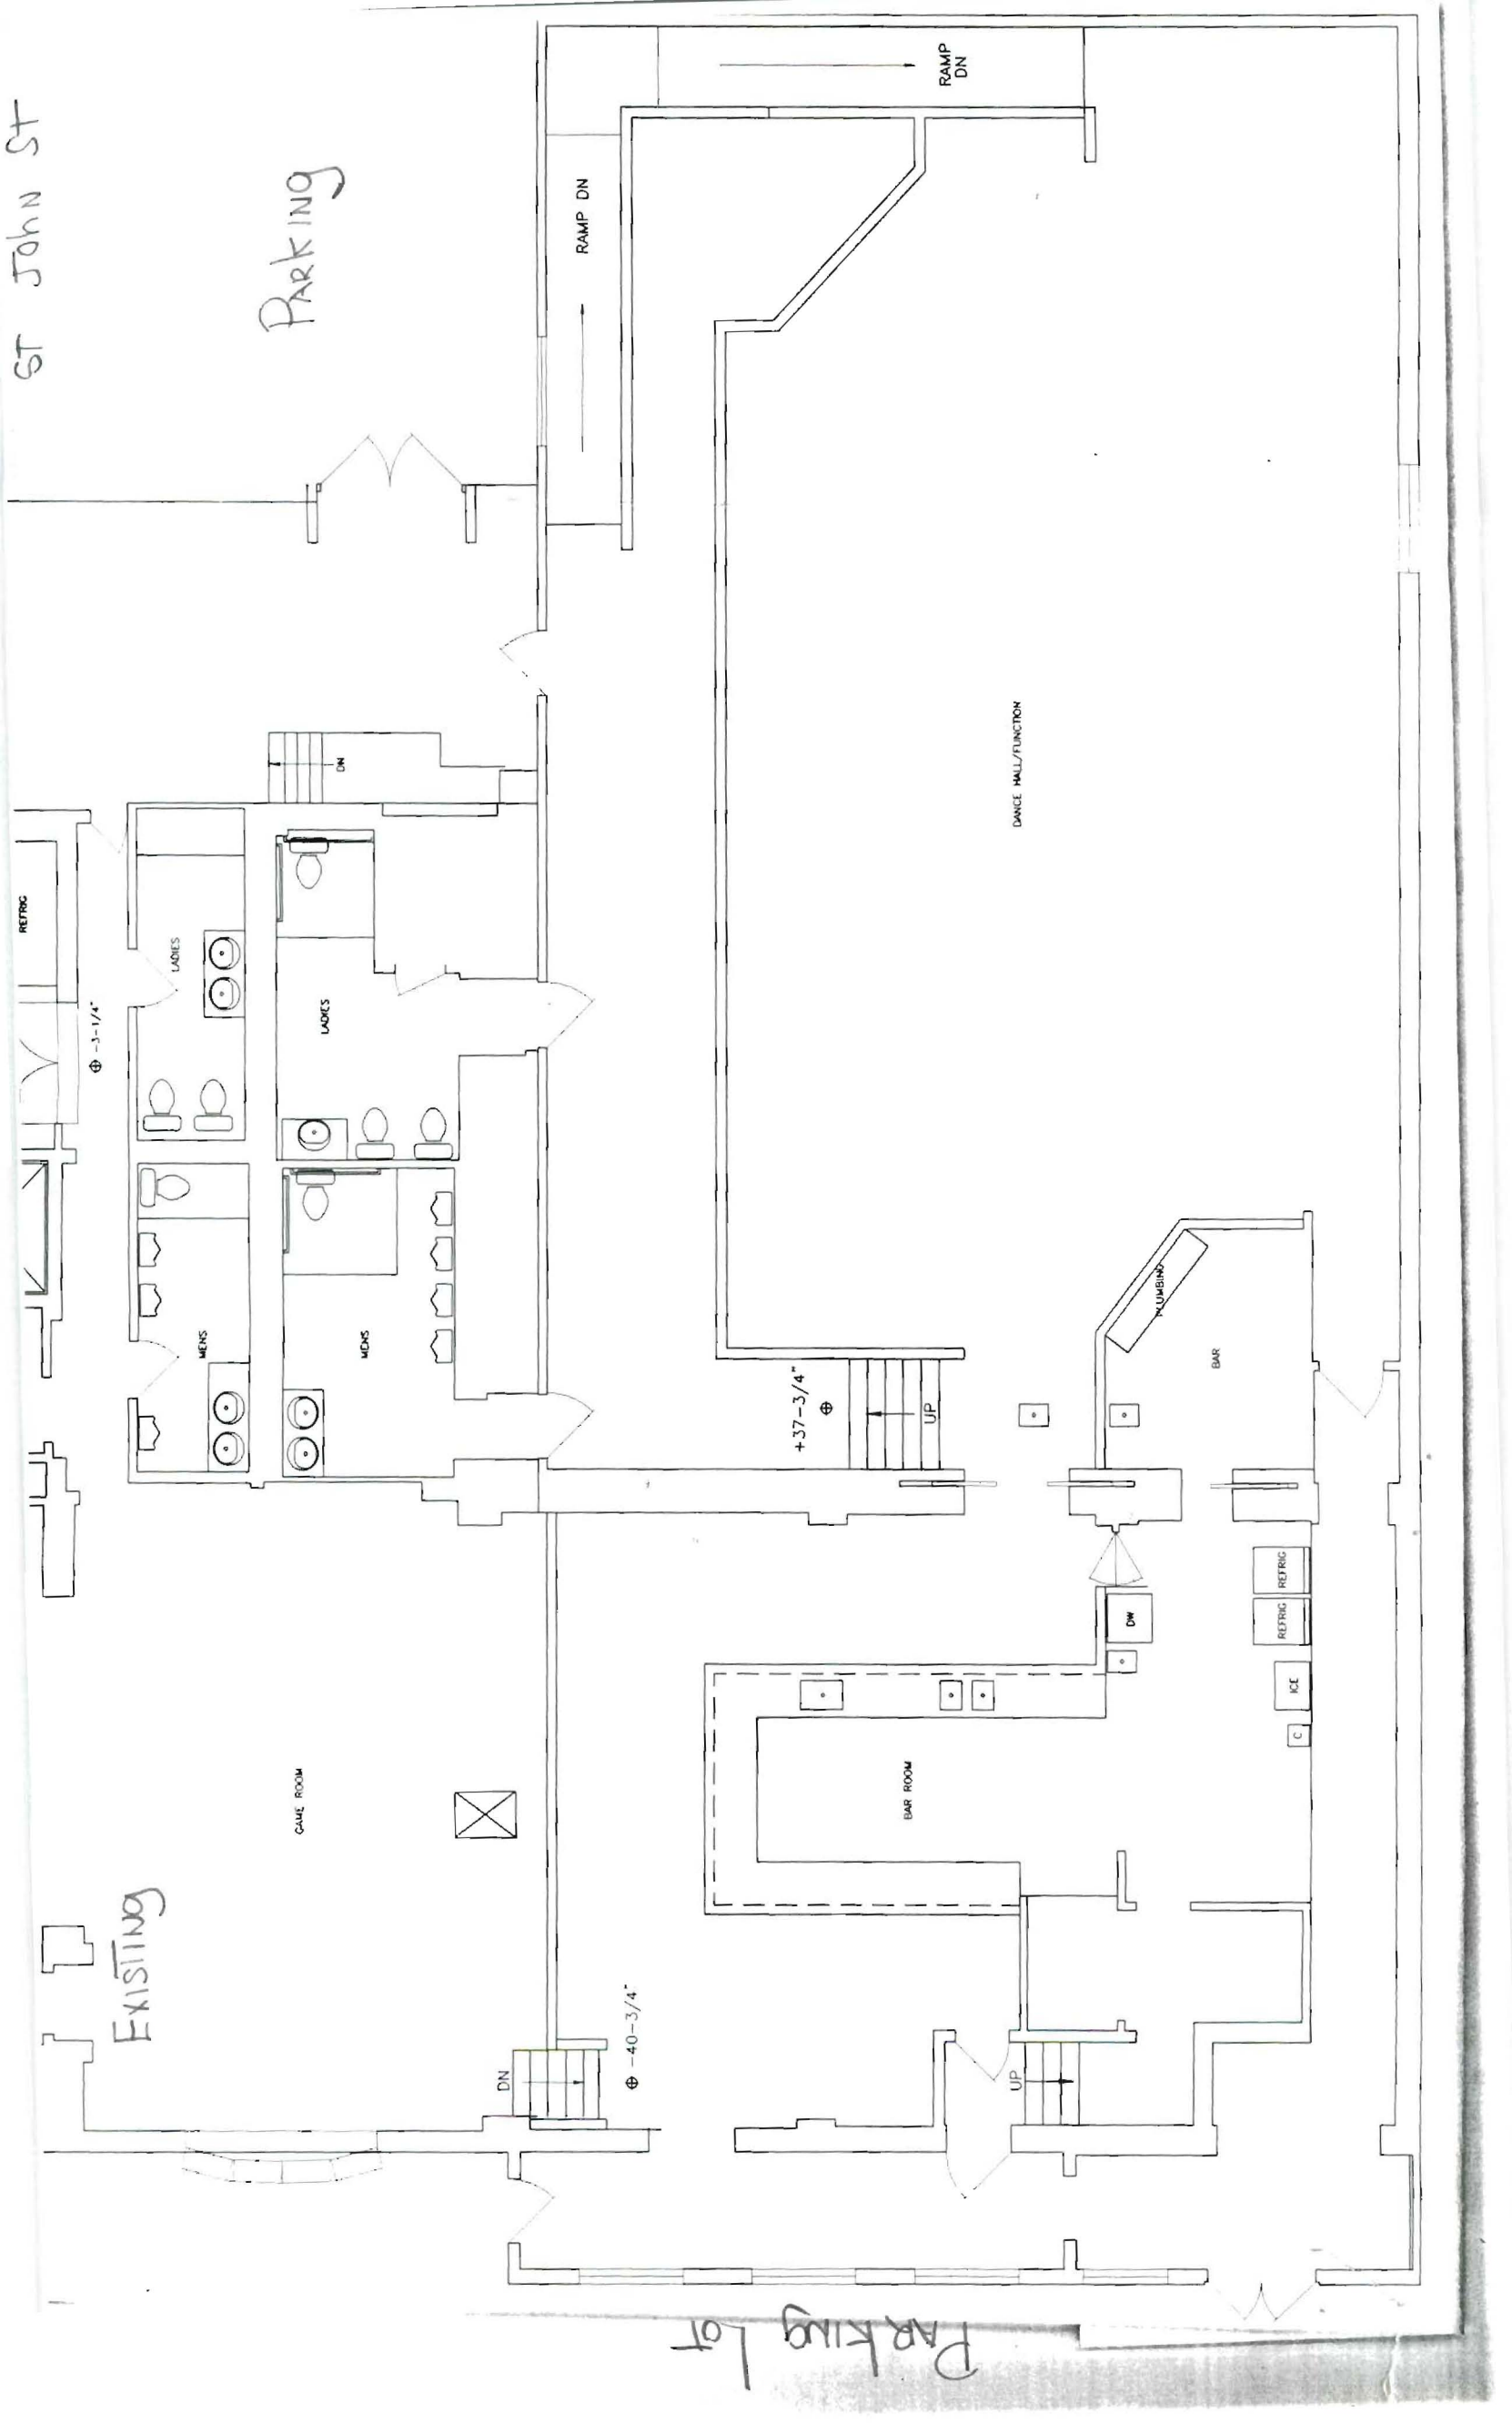 ST JOHN ST
PARKING
RAMP
DN
RAMP DN
DN
REFRIG
LADIES
⊕ -3-1/4"
LADIES
DANCE HALL/FUNCTION
MENS
MENS
PLUMBING
BAR
+37-3/4"
⊕
UP
REFRIG
REFRIG
DW
ICE
C
GAME ROOM
BAR ROOM
EXISTING
DN
⊕ -40-3/4"
UP
PARKING LOT